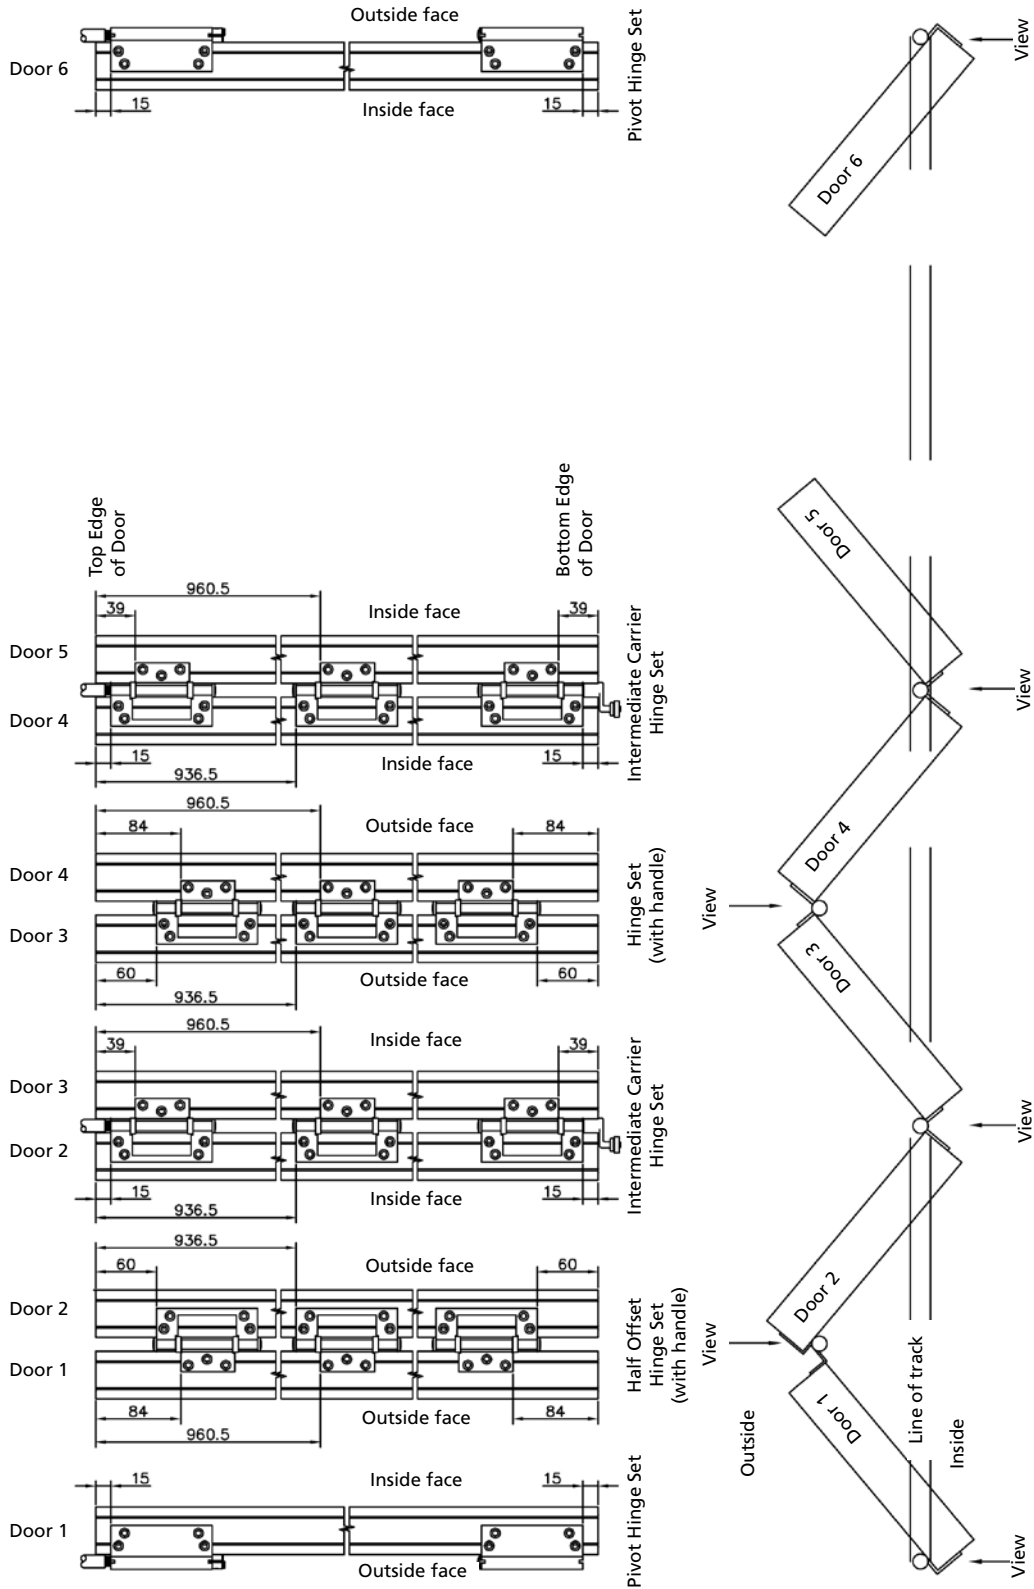 Outside face
Door 6
Inside face
15
15
Pivot Hinge Set
View
Door 6
Top Edge
of Door
Bottom Edge
of Door
960.5
39
39
Inside face
Door 5
Door 4
Inside face
15
15
936.5
Intermediate Carrier
Hinge Set
Door 5
View
960.5
84
84
Outside face
Door 4
Door 3
Outside face
60
60
936.5
Hinge Set
(with handle)
View
Door 4
Door 3
960.5
39
39
Inside face
Door 3
Door 2
Inside face
15
15
936.5
Intermediate Carrier
Hinge Set
View
936.5
60
60
Outside face
Door 2
Door 1
Outside face
84
84
960.5
Half Offset
Hinge Set
(with handle)
View
Door 2
Door 1
Outside
Line of track
Inside
15
15
Inside face
Door 1
Outside face
Pivot Hinge Set
View